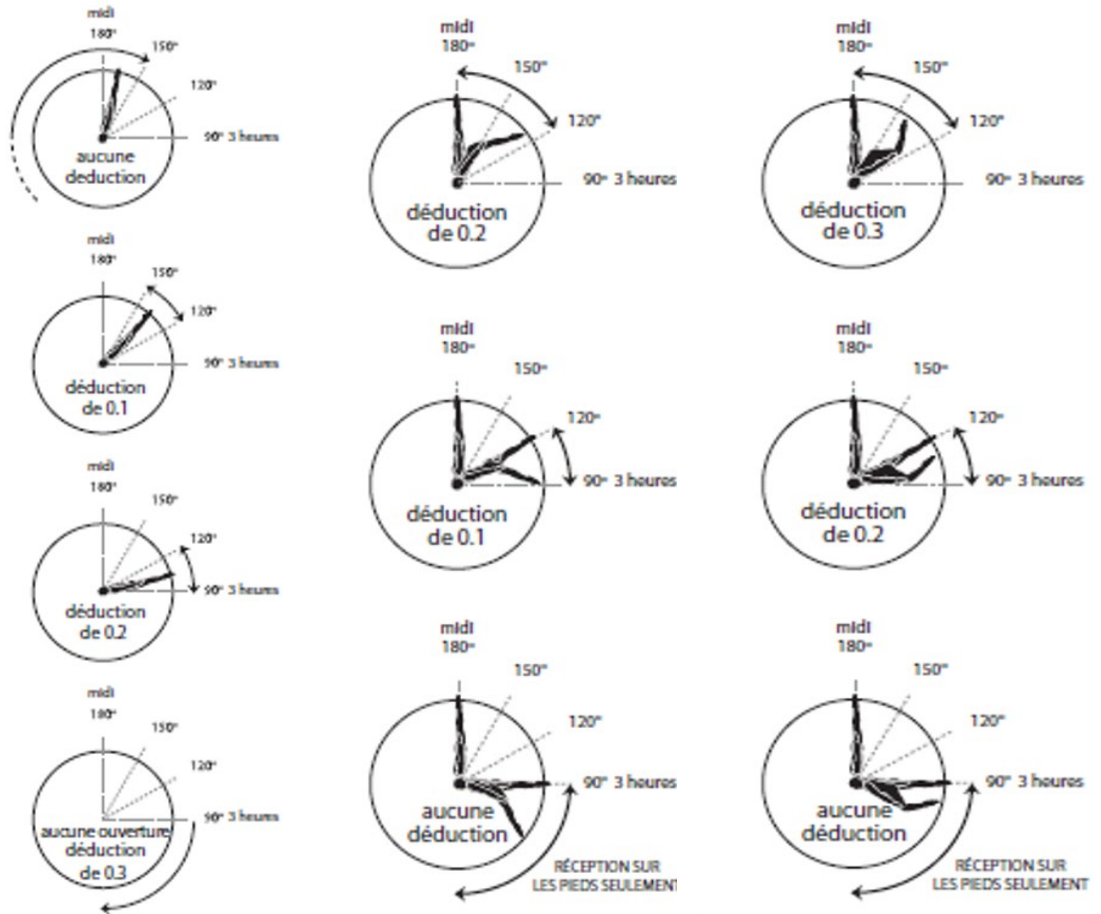 midi
180°
150°
120°
90° 3 heures
aucune
deduction
midi
180°
150°
120°
90° 3 heures
déduction
de 0.1
midi
180°
150°
120°
90° 3 heures
déduction
de 0.2
midi
180°
150°
120°
90° 3 heures
aucune ouverture
déduction
de 0.3
midi
180°
150°
120°
90° 3 heures
déduction
de 0.2
midi
180°
150°
120°
90° 3 heures
déduction
de 0.1
midi
180°
150°
120°
90° 3 heures
aucune
déduction
RÉCEPTION SUR
LES PIEDS SEULEMENT
midi
180°
150°
120°
90° 3 heures
déduction
de 0.3
midi
180°
150°
120°
90° 3 heures
déduction
de 0.2
midi
180°
150°
120°
90° 3 heures
aucune
déduction
RÉCEPTION SUR
LES PIEDS SEULEMENT